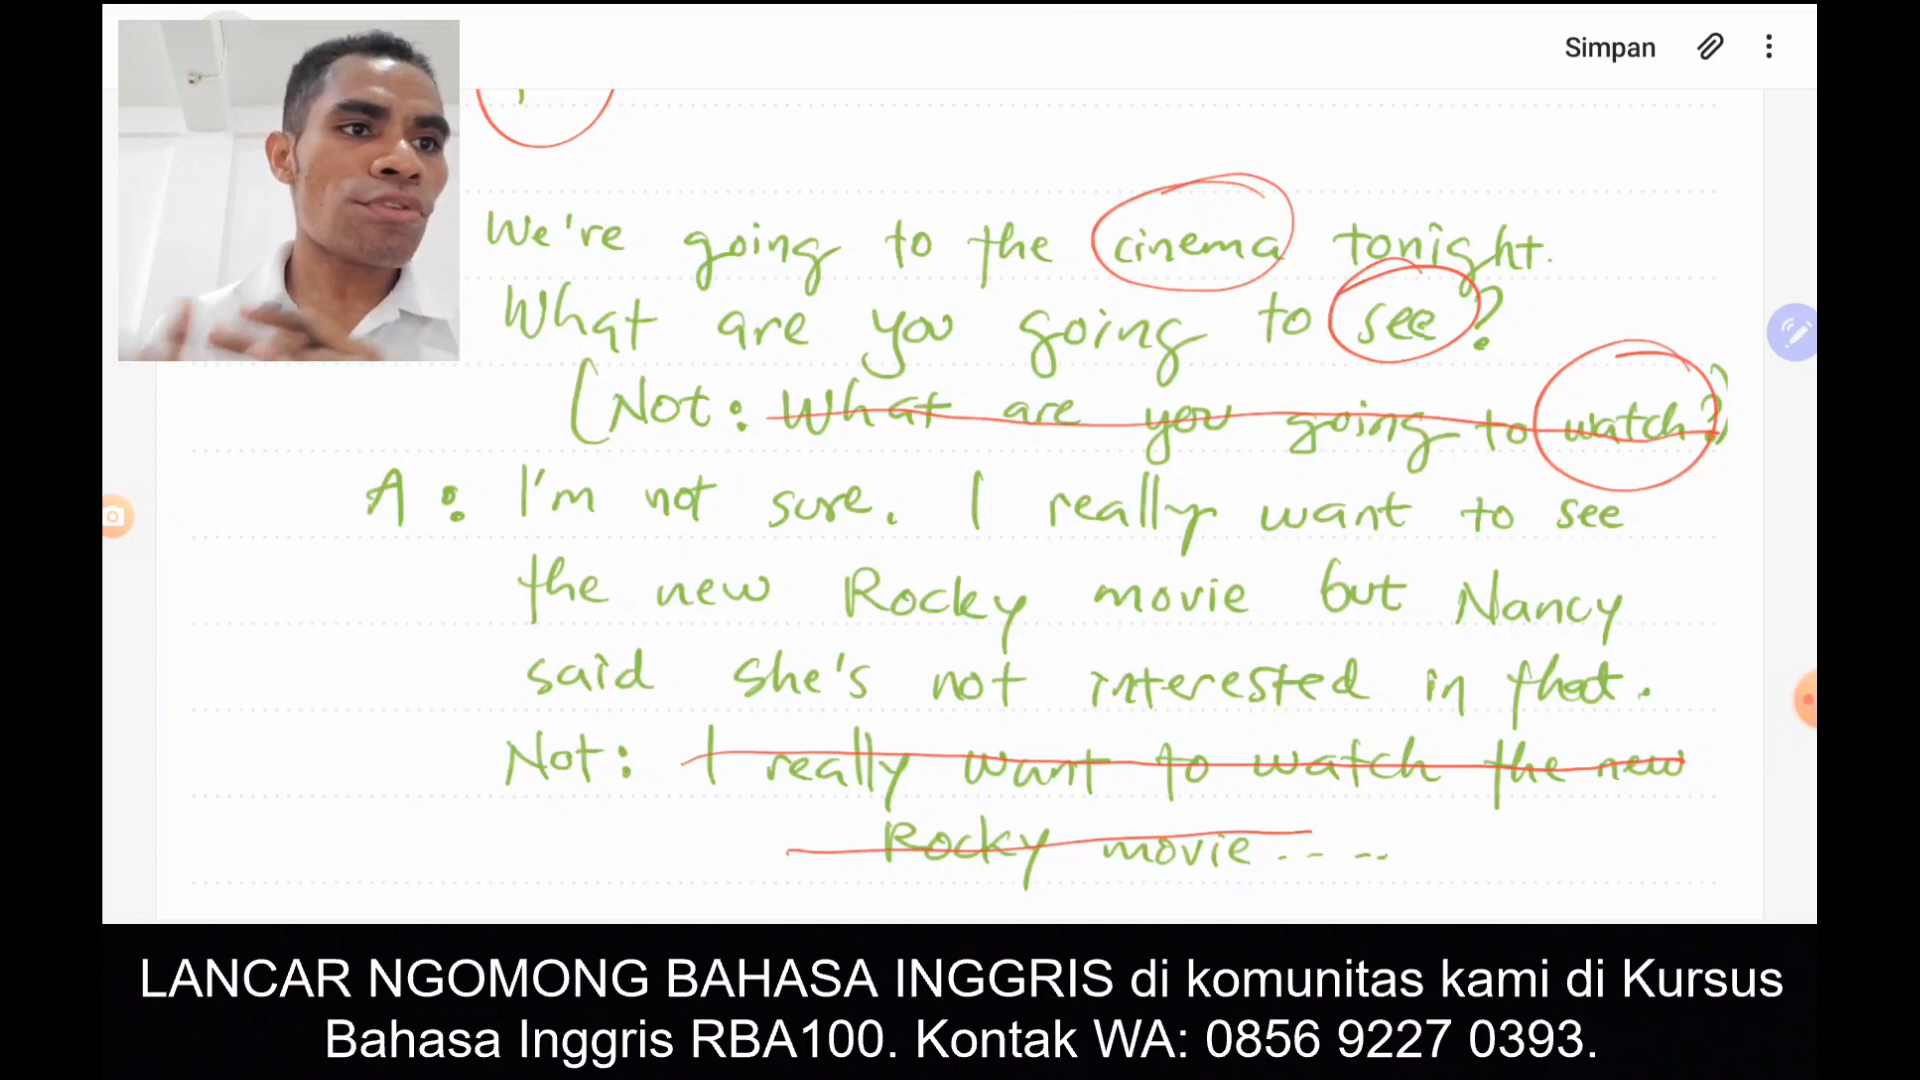 Simpan
We're going to the cinema tonight.
What are you going to see?
(Not: What are you going to watch?)
A: I'm not sure. I really want to see
the new Rocky movie but Nancy
said she's not interested in that.
Not: I really want to watch the new
Rocky movie.....
LANCAR NGOMONG BAHASA INGGRIS di komunitas kami di Kursus
Bahasa Inggris RBA100. Kontak WA: 0856 9227 0393.